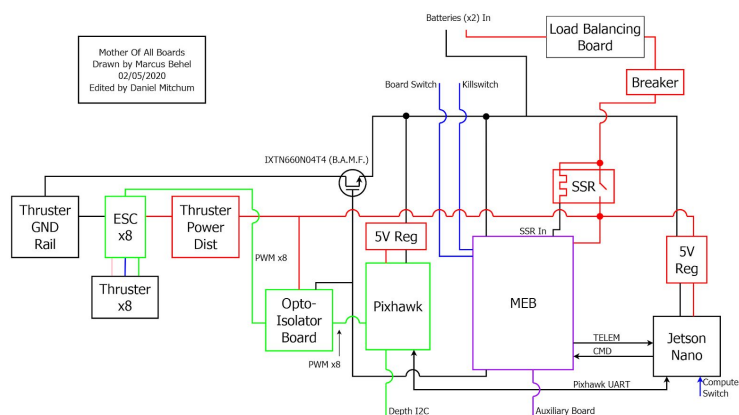 Mother Of All Boards
Drawn by Marcus Behel
02/05/2020
Edited by Daniel Mitchum
Batteries (x2) In
Load Balancing
Board
Breaker
Board Switch
Killswitch
IXTN660N04T4 (B.A.M.F.)
SSR
Thruster
GND
Rail
ESC
x8
Thruster
Power
Dist
5V Reg
SSR In
5V
Reg
Thruster
x8
PWM x8
Opto-
Isolator
Board
Pixhawk
MEB
Jetson
Nano
TELEM
CMD
PWM x8
Pixhawk UART
Compute
Switch
Depth I2C
Auxiliary Board